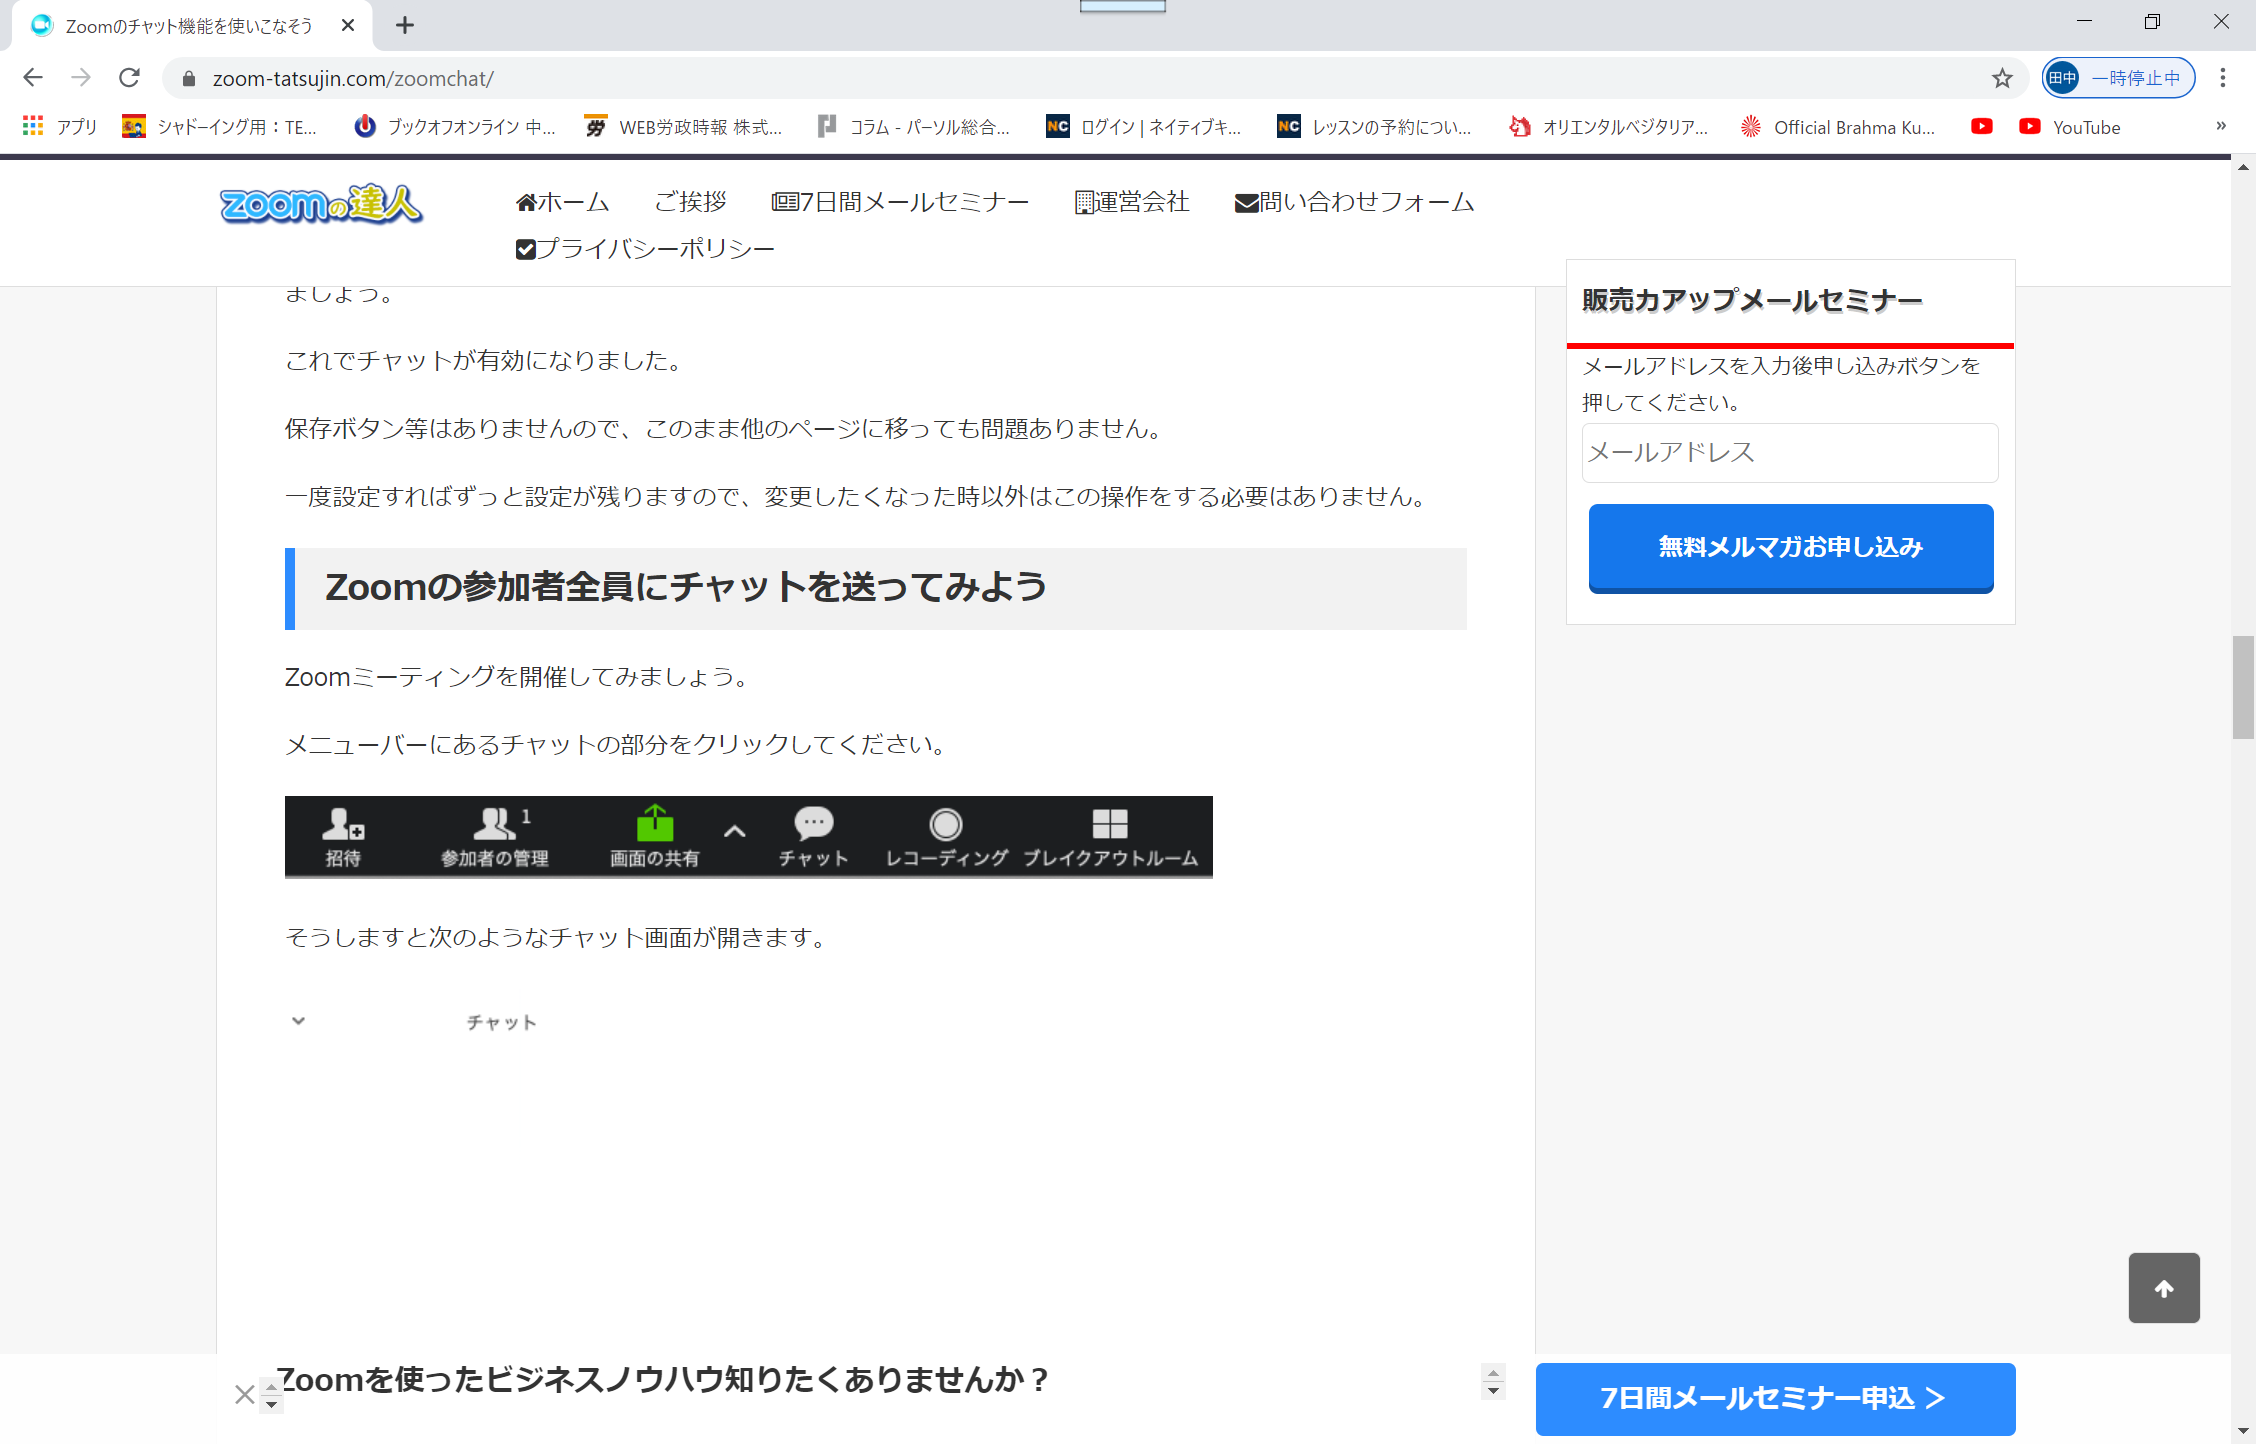 Zoomのチャット機能を使いこなそう
zoom-tatsujin.com/zoomchat/
田中 一時停止中
アプリ シャドーイング用：TE... ブックオフオンライン 中... 労 WEB労政時報 株式... コラム - パーソル総合... NC ログイン | ネイティブキ... NC レッスンの予約につい... オリエンタルベジタリア... Official Brahma Ku... YouTube »
zoomの達人
ホーム ご挨拶 7日間メールセミナー 運営会社 問い合わせフォーム
プライバシーポリシー
ましょう。
これでチャットが有効になりました。
保存ボタン等はありませんので、このまま他のページに移っても問題ありません。
一度設定すればずっと設定が残りますので、変更したくなった時以外はこの操作をする必要はありません。
Zoomの参加者全員にチャットを送ってみよう
Zoomミーティングを開催してみましょう。
メニューバーにあるチャットの部分をクリックしてください。
1
招待 参加者の管理 画面の共有 チャット レコーディング ブレイクアウトルーム
そうしますと次のようなチャット画面が開きます。
チャット
販売力アップメールセミナー
メールアドレスを入力後申し込みボタンを
押してください。
メールアドレス
無料メルマガお申し込み
Zoomを使ったビジネスノウハウ知りたくありませんか？
7日間メールセミナー申込 ＞